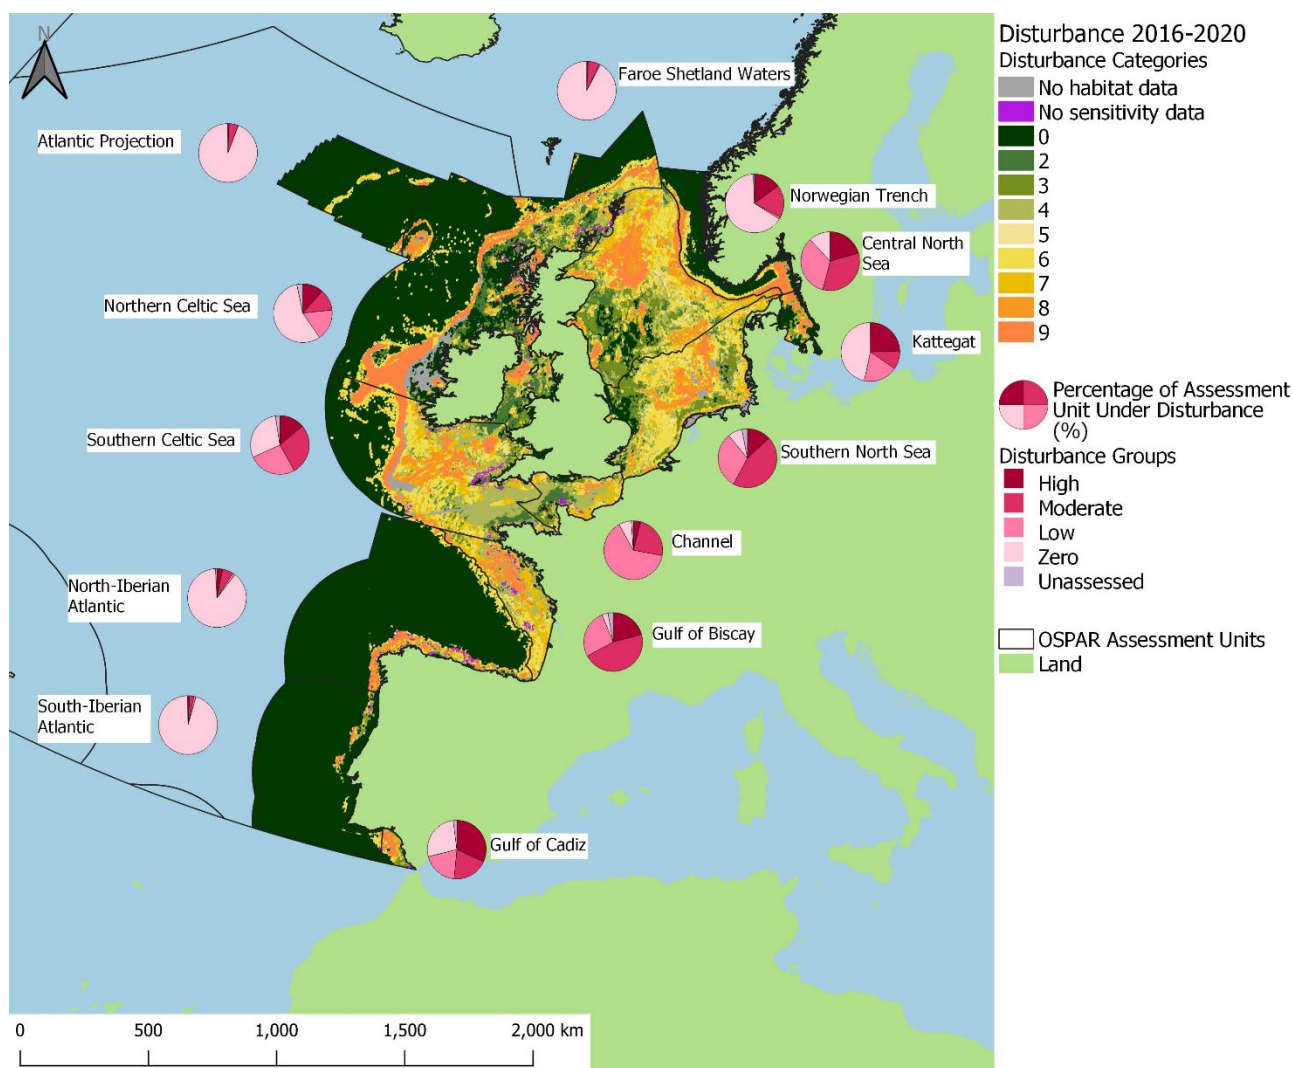 N
Faroe Shetland Waters
Atlantic Projection
Norwegian Trench
Central North
Sea
Northern Celtic Sea
Kattegat
Southern Celtic Sea
Southern North Sea
Channel
North-Iberian
Atlantic
Gulf of Biscay
South-Iberian
Atlantic
Gulf of Cadiz
0
500
1,000
1,500
2,000 km
Disturbance 2016-2020
Disturbance Categories
No habitat data
No sensitivity data
0
2
3
4
5
6
7
8
9
Percentage of Assessment
Unit Under Disturbance
(%)
Disturbance Groups
High
Moderate
Low
Zero
Unassessed
OSPAR Assessment Units
Land